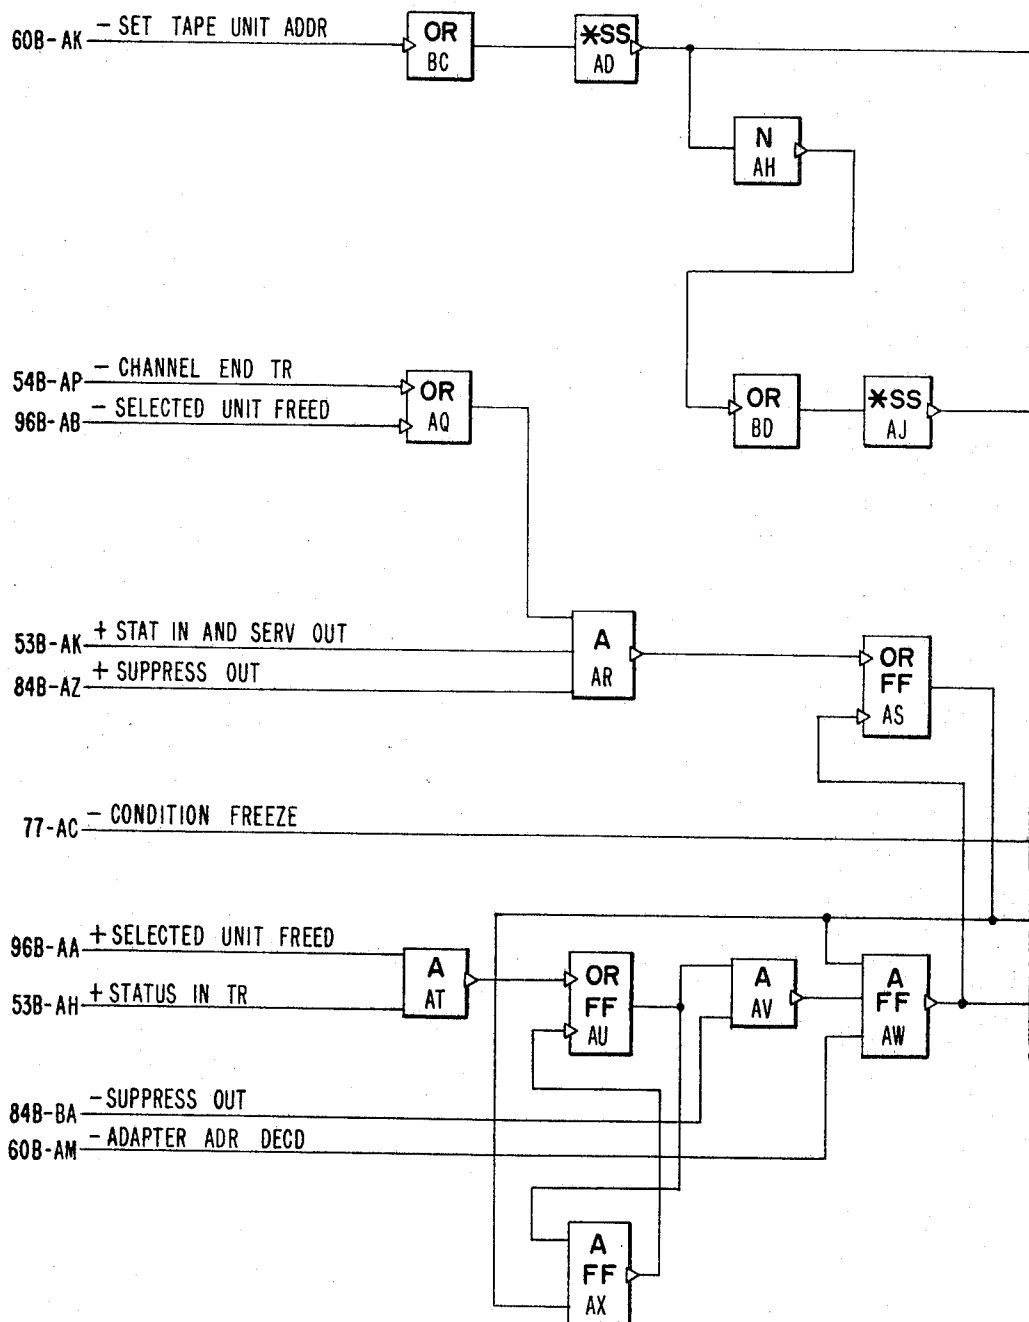 60B-AK - SET TAPE UNIT ADDR
OR
BC
*SS
AD
N
AH
54B-AP - CHANNEL END TR
96B-AB - SELECTED UNIT FREED
OR
AQ
OR
BD
*SS
AJ
53B-AK + STAT IN AND SERV OUT
84B-AZ + SUPPRESS OUT
A
AR
OR
FF
AS
77-AC - CONDITION FREEZE
96B-AA + SELECTED UNIT FREED
53B-AH + STATUS IN TR
A
AT
OR
FF
AU
A
AV
A
FF
AW
84B-BA - SUPPRESS OUT
60B-AM - ADAPTER ADR DECD
A
FF
AX